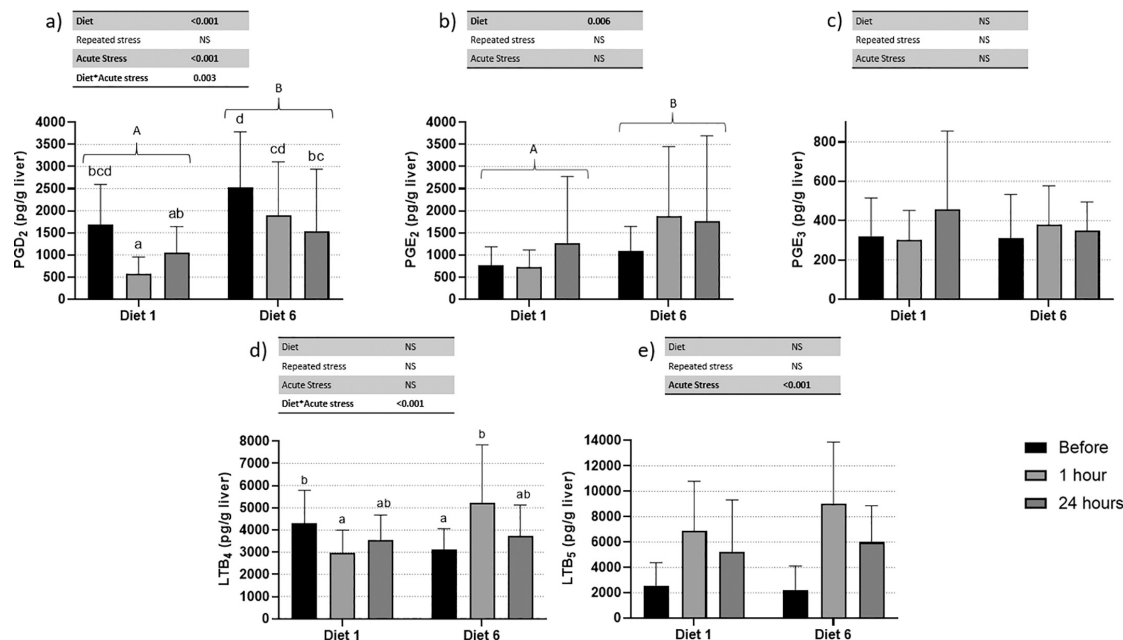 a)
Diet <0.001
Repeated stress NS
Acute Stress <0.001
Diet*Acute stress 0.003
PGD2 (pg/g liver)
4000
3500
3000
2500
2000
1500
1000
500
0
A
B
bcd
a
ab
d
cd
bc
Diet 1
Diet 6
b)
Diet 0.006
Repeated stress NS
Acute Stress NS
PGE2 (pg/g liver)
4000
3500
3000
2500
2000
1500
1000
500
0
A
B
Diet 1
Diet 6
c)
Diet NS
Repeated stress NS
Acute Stress NS
PGE3 (pg/g liver)
800
600
400
200
0
Diet 1
Diet 6
d)
Diet NS
Repeated stress NS
Acute Stress NS
Diet*Acute stress <0.001
LTB4 (pg/g liver)
8000
7000
6000
5000
4000
3000
2000
1000
0
b
a
ab
a
b
ab
Diet 1
Diet 6
e)
Diet NS
Repeated stress NS
Acute Stress <0.001
LTB5 (pg/g liver)
14000
12000
10000
8000
6000
4000
2000
0
Diet 1
Diet 6
Before
1 hour
24 hours